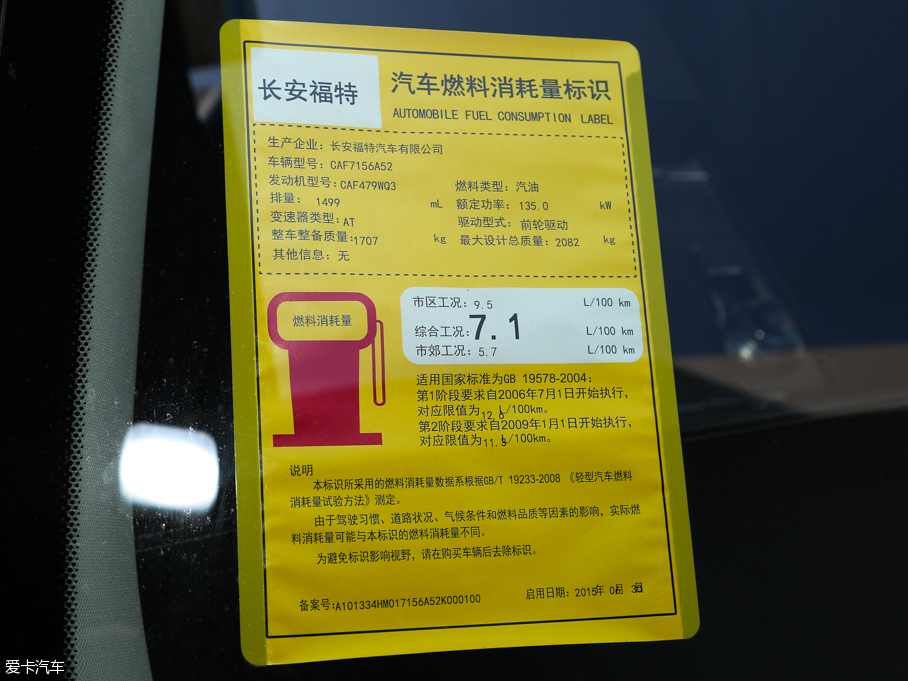 长安福特
汽车燃料消耗量标识
AUTOMOBILE FUEL CONSUMPTION LABEL
生产企业：长安福特汽车有限公司
车辆型号：CAF7156A52
发动机型号：CAF479WQ3 燃料类型：汽油
排量： 1499 mL 额定功率：135.0 kW
变速器类型：AT 驱动型式：前轮驱动
整车整备质量：1707 kg 最大设计总质量：2082 kg
其他信息：无
燃料消耗量
市区工况：9.5 L/100 km
综合工况：7.1 L/100 km
市郊工况：5.7 L/100 km
适用国家标准为GB 19578-2004：
第1阶段要求自2006年7月1日开始执行，
对应限值为12.8L/100km。
第2阶段要求自2009年1月1日开始执行，
对应限值为11.5L/100km。
说明
本标识所采用的燃料消耗量数据系根据GB/T 19233-2008 《轻型汽车燃料
消耗量试验方法》测定。
由于驾驶习惯、道路状况、气候条件和燃料品质等因素的影响，实际燃
料消耗量可能与本标识的燃料消耗量不同。
为避免标识影响视野，请在购买车辆后去除标识。
备案号：A101334HM017156A52K000100 启用日期：2015年 06月 30日
爱卡汽车